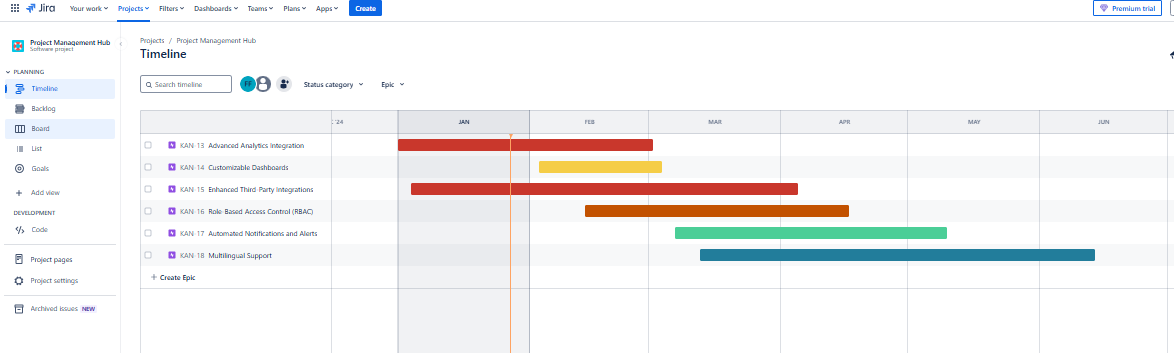 Jira Your work Projects Filters Dashboards Teams Plans Apps Create Premium trial
Project Management Hub
Software project
PLANNING
Timeline
Backlog
Board
List
Goals
+ Add view
DEVELOPMENT
Code
Project pages
Project settings
Archived issues NEW
Projects / Project Management Hub
Timeline
Search timeline FF Status category Epic
'24 JAN FEB MAR APR MAY JUN
KAN-13 Advanced Analytics Integration
KAN-14 Customizable Dashboards
KAN-15 Enhanced Third-Party Integrations
KAN-16 Role-Based Access Control (RBAC)
KAN-17 Automated Notifications and Alerts
KAN-18 Multilingual Support
+ Create Epic